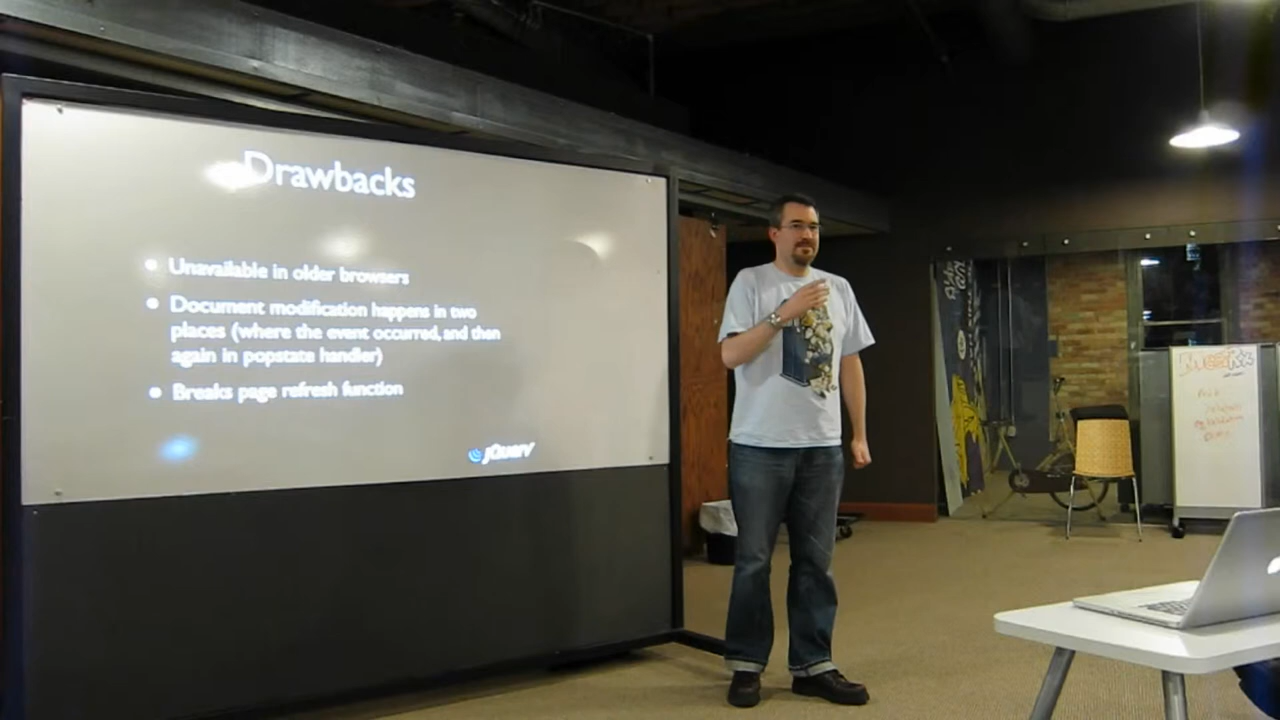 Drawbacks
Unavailable in older browsers
Document modification happens in two
places (where the event occurred, and then
again in popstate handler)
Breaks page refresh function
jQuery